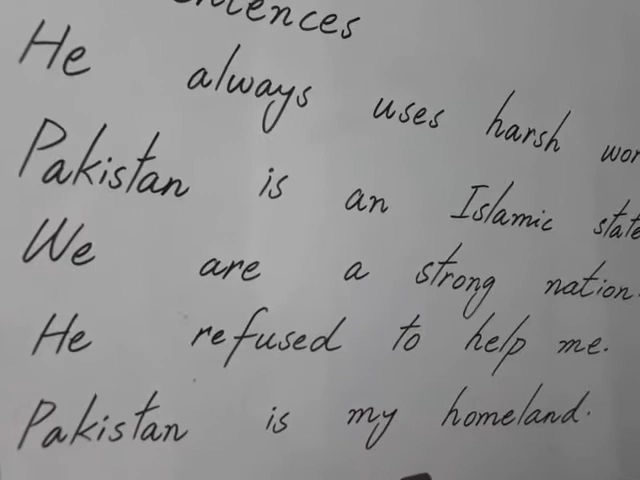 He always uses harsh
Pakistan is an Islamic state
We are a strong nation.
He refused to help me.
Pakistan is my homeland.